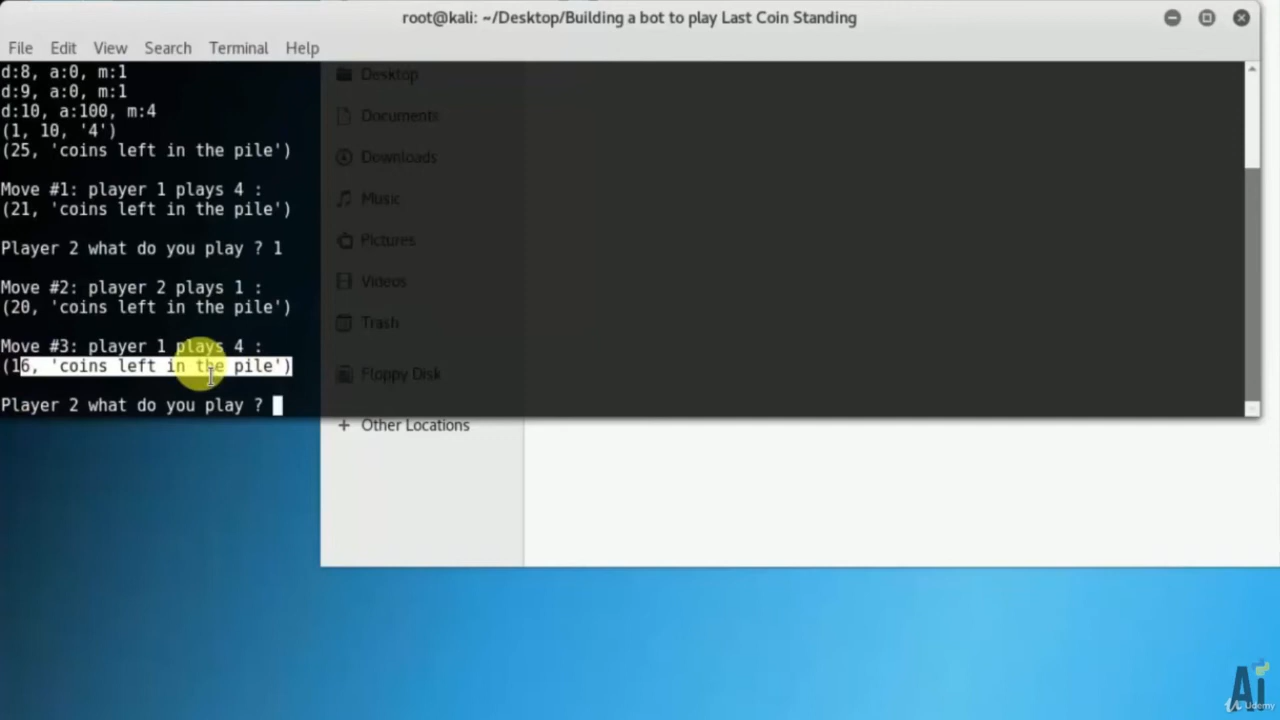 root@kali: ~/Desktop/Building a bot to play Last Coin Standing
File Edit View Search Terminal Help
d:8, a:0, m:1
d:9, a:0, m:1
d:10, a:100, m:4
(1, 10, '4')
(25, 'coins left in the pile')
Move #1: player 1 plays 4 :
(21, 'coins left in the pile')
Player 2 what do you play ? 1
Move #2: player 2 plays 1 :
(20, 'coins left in the pile')
Move #3: player 1 plays 4 :
(16, 'coins left in the pile')
Player 2 what do you play ?
Desktop
Documents
Downloads
Music
Pictures
Videos
Trash
Floppy Disk
+ Other Locations
Ai
Udemy